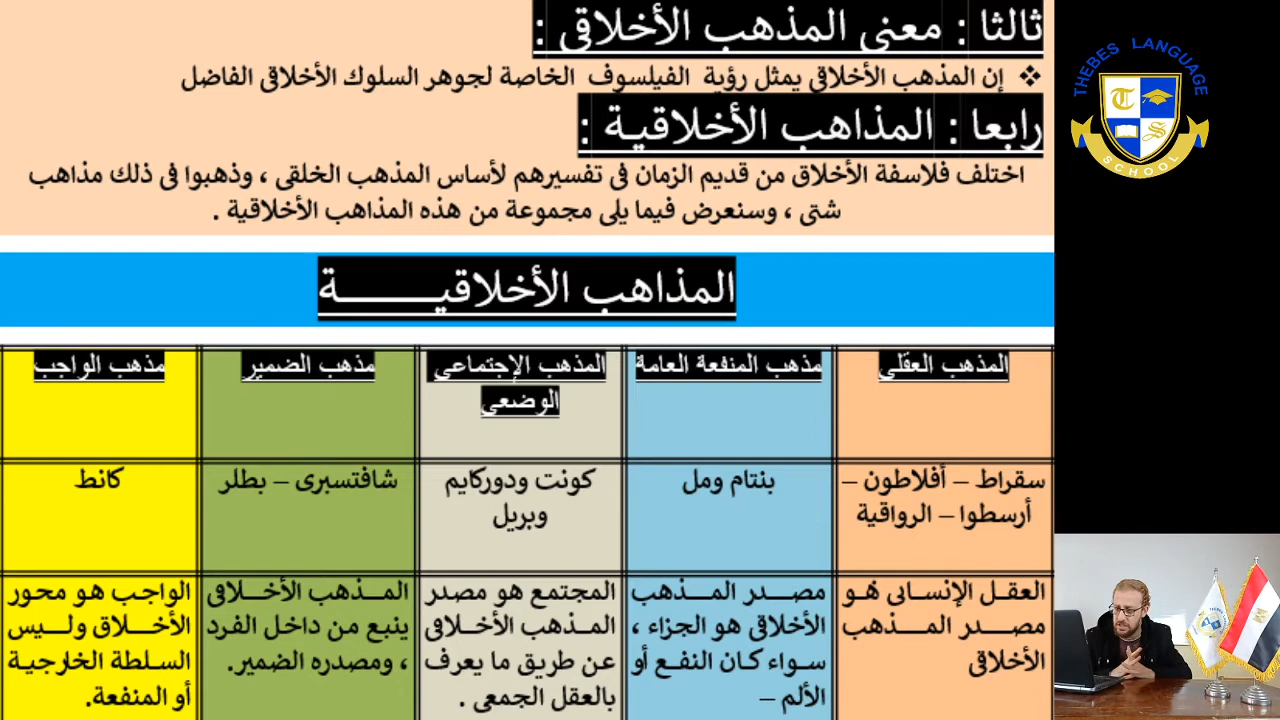 ثالثا : معنى المذهب الأخلاقى :
❖ إن المذهب الأخلاقى يمثل رؤية الفيلسوف الخاصة لجوهر السلوك الأخلاقى الفاضل
رابعا : المذاهب الأخلاقية :
اختلف فلاسفة الأخلاق من قديم الزمان فى تفسيرهم لأساس المذهب الخلقى ، وذهبوا فى ذلك مذاهب
شتى ، وسنعرض فيما يلى مجموعة من هذه المذاهب الأخلاقية .
المذاهب الأخلاقيـــــــة
المذهب العقلى
مذهب المنفعة العامة
المذهب الإجتماعى
الوضعى
مذهب الضمير
مذهب الواجب
سقراط – أفلاطون –
أرسطوا – الرواقية
بنتام ومل
كونت ودوركايم
وبريل
شافتسبرى – بطلر
كانط
العقل الإنسانى هو
مصدر المذهب
الأخلاقى
مصدر المذهب
الأخلاقى هو الجزاء ،
سواء كان النفع أو
الألم –
المجتمع هو مصدر
المذهب الأخلاقى
عن طريق ما يعرف
بالعقل الجمعى .
المذهب الأخلاقى
ينبع من داخل الفرد
، ومصدره الضمير.
الواجب هو محور
الأخلاق وليس
السلطة الخارجية
أو المنفعة.
THEBES LANGUAGE
T S
SCHOOL